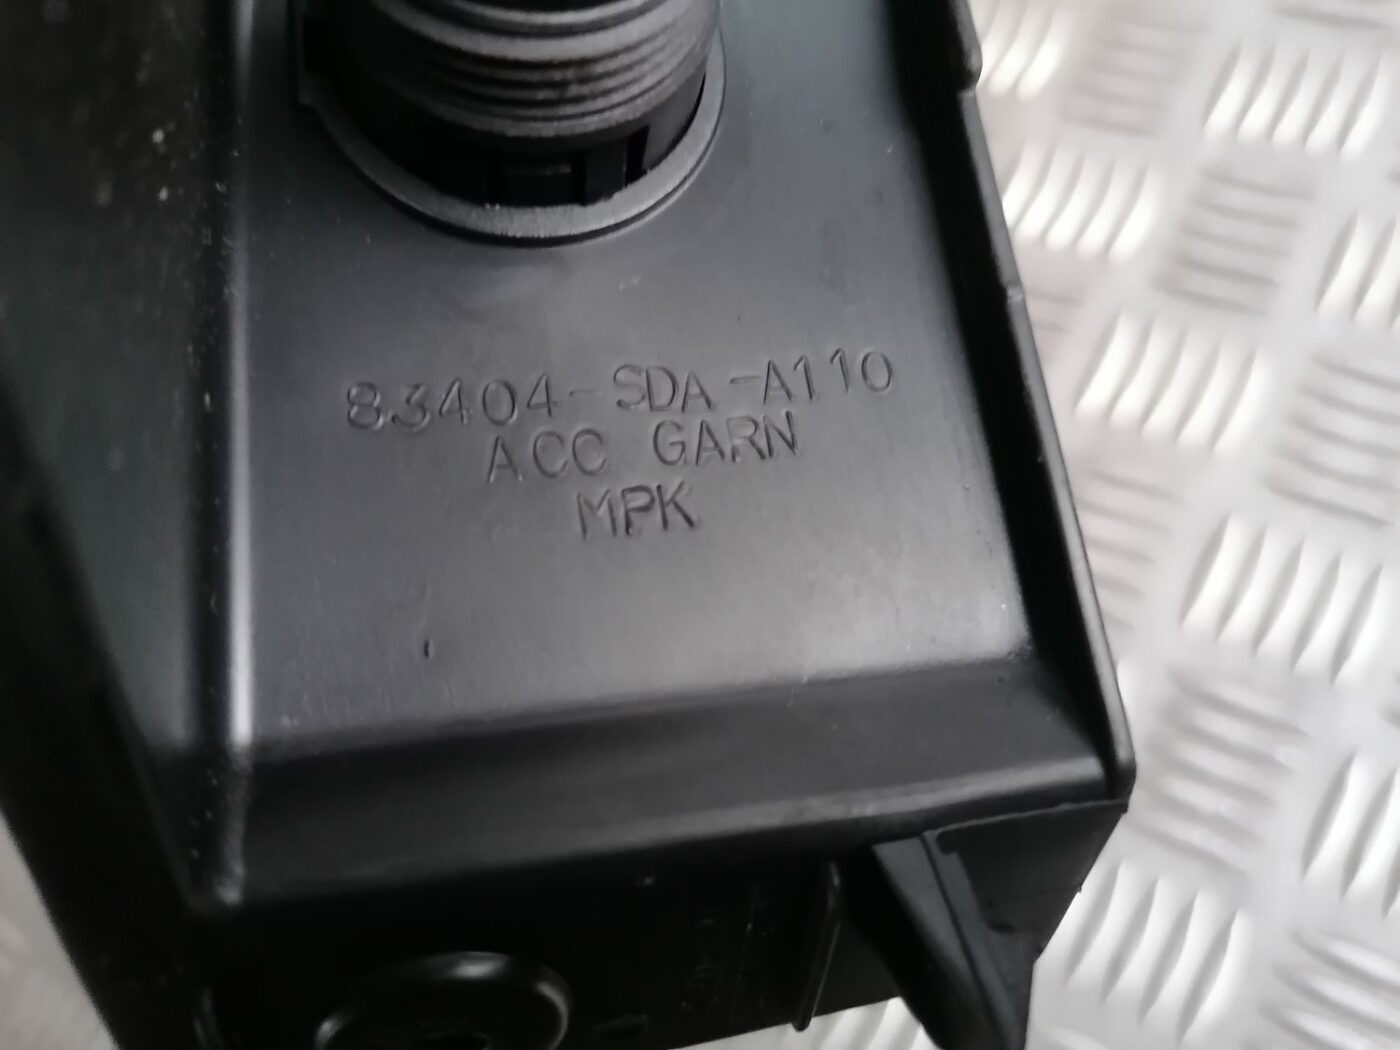 83404-SDA-A110
ACC GARN
MPK